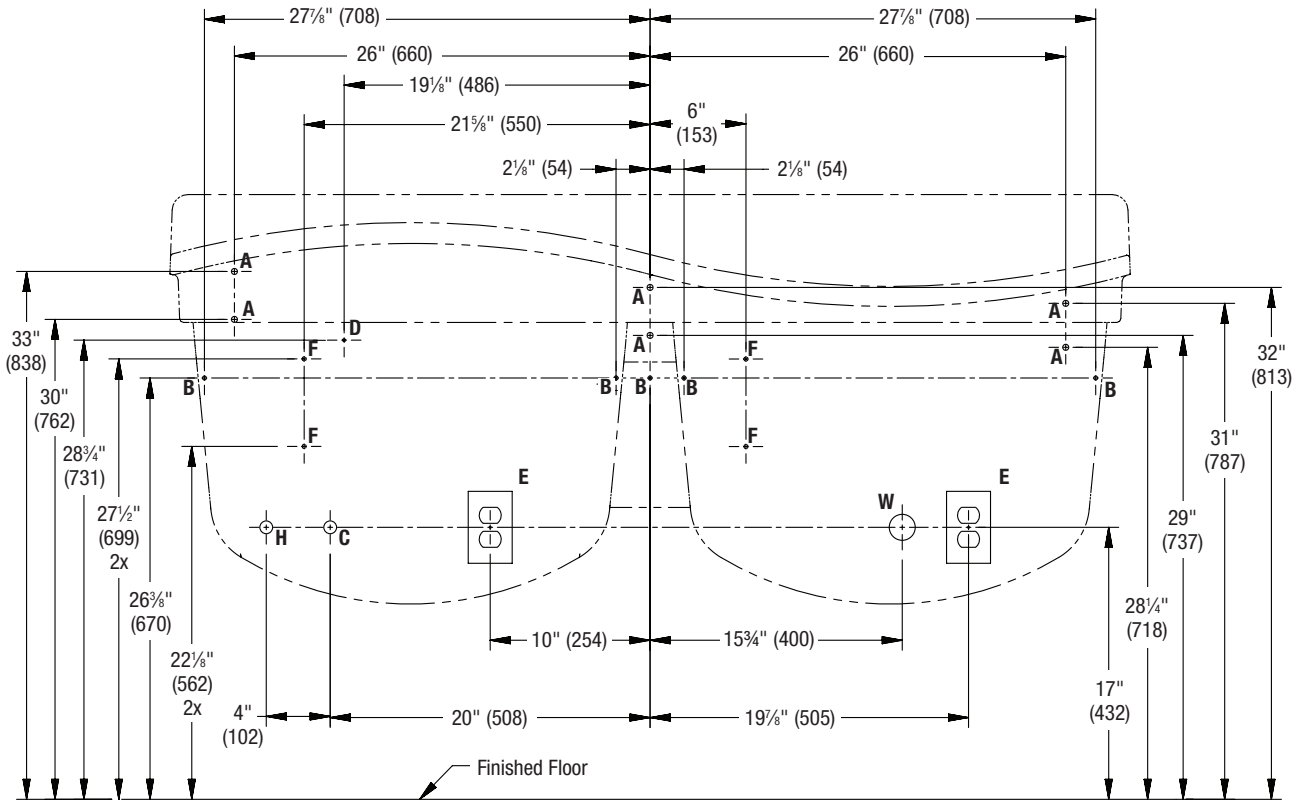 27⅞" (708)
27⅞" (708)
26" (660)
26" (660)
19⅛" (486)
21⅝" (550)
6"
(153)
2⅛" (54)
2⅛" (54)
A
A
A
A
A
A
D
F
F
B
B
B
B
B
F
F
E
E
W
H
C
33"
(838)
30"
(762)
28¾"
(731)
27½"
(699)
2x
26⅜"
(670)
22⅛"
(562)
2x
32"
(813)
31"
(787)
29"
(737)
28¼"
(718)
17"
(432)
10" (254)
15¾" (400)
4"
(102)
20" (508)
19⅞" (505)
Finished Floor